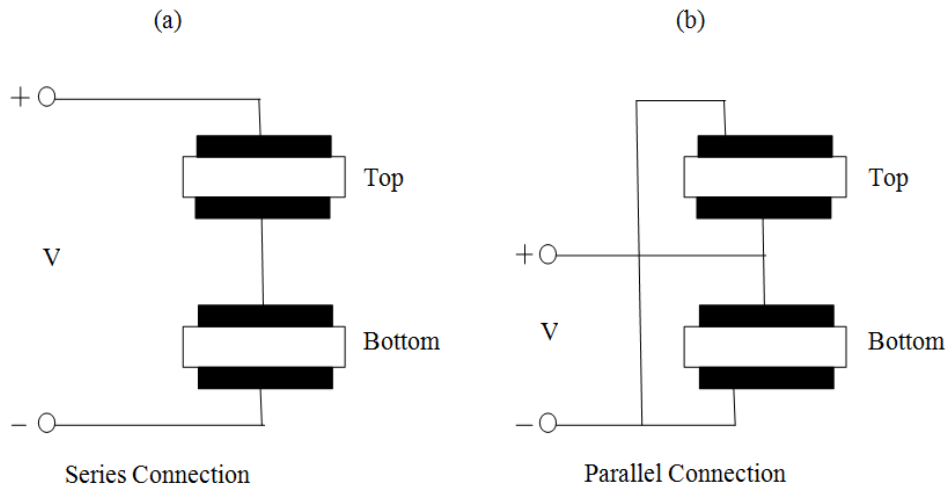 (a)
+
Top
V
Bottom
−
Series Connection
(b)
Top
+
V
Bottom
−
Parallel Connection